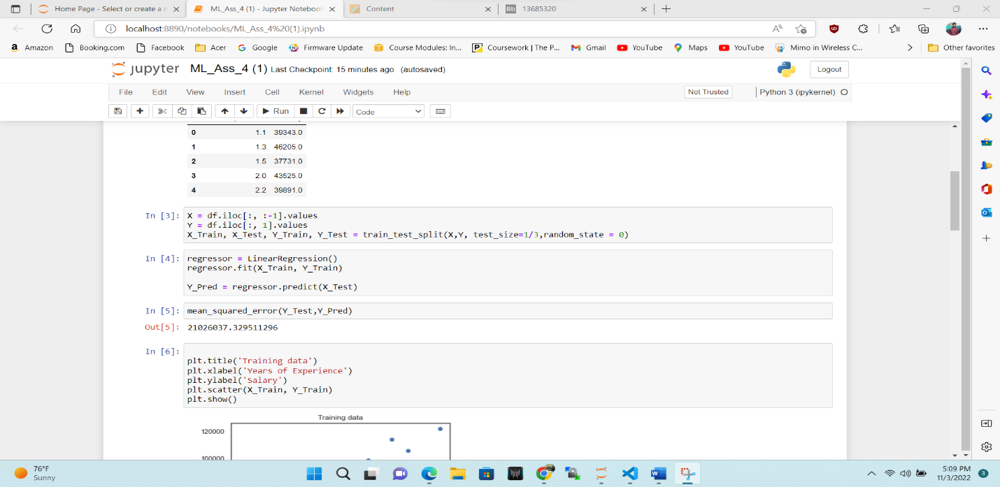 Home Page - Select or create a n
ML_Ass_4 (1) - Jupyter Notebook
Content
Bb 13685320
localhost:8890/notebooks/ML_Ass_4%20(1).ipynb
Amazon Booking.com Facebook Acer Google Firmware Update Course Modules: In... Coursework | The P... Gmail YouTube Maps YouTube Mimo in Wireless C... Other favorites
jupyter ML_Ass_4 (1) Last Checkpoint: 15 minutes ago (autosaved)
Logout
File Edit View Insert Cell Kernel Widgets Help
Not Trusted
Python 3 (ipykernel)
Run
Code
0 1.1 39343.0
1 1.3 46205.0
2 1.5 37731.0
3 2.0 43525.0
4 2.2 39891.0
In [3]: X = df.iloc[:, :-1].values
Y = df.iloc[:, 1].values
X_Train, X_Test, Y_Train, Y_Test = train_test_split(X,Y, test_size=1/3,random_state = 0)
In [4]: regressor = LinearRegression()
regressor.fit(X_Train, Y_Train)
Y_Pred = regressor.predict(X_Test)
In [5]: mean_squared_error(Y_Test,Y_Pred)
Out[5]: 21026037.329511296
In [6]:
plt.title('Training data')
plt.xlabel('Years of Experience')
plt.ylabel('Salary')
plt.scatter(X_Train, Y_Train)
plt.show()
Training data
120000
100000
76°F
Sunny
5:09 PM
11/3/2022
3